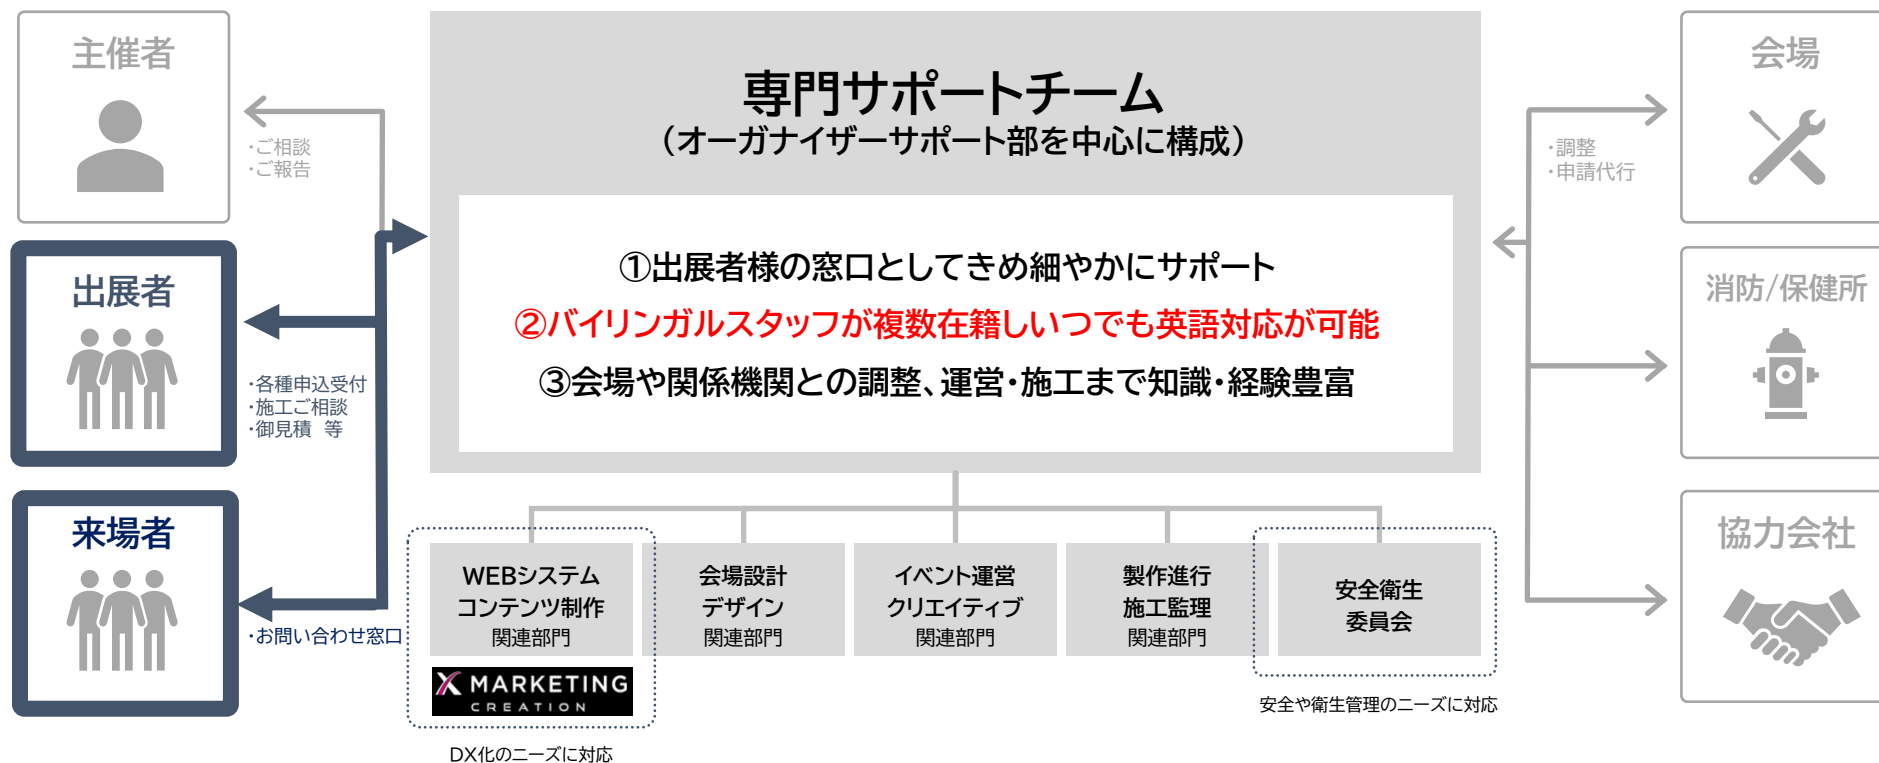 主催者
・ご相談
・ご報告
出展者
・各種申込受付
・施工ご相談
・御見積 等
来場者
・お問い合わせ窓口
専門サポートチーム
（オーガナイザーサポート部を中心に構成）
①出展者様の窓口としてきめ細やかにサポート
②バイリンガルスタッフが複数在籍しいつでも英語対応が可能
③会場や関係機関との調整、運営・施工まで知識・経験豊富
WEBシステム
コンテンツ制作
関連部門
X MARKETING
CREATION
DX化のニーズに対応
会場設計
デザイン
関連部門
イベント運営
クリエイティブ
関連部門
製作進行
施工監理
関連部門
安全衛生
委員会
安全や衛生管理のニーズに対応
・調整
・申請代行
会場
消防/保健所
協力会社